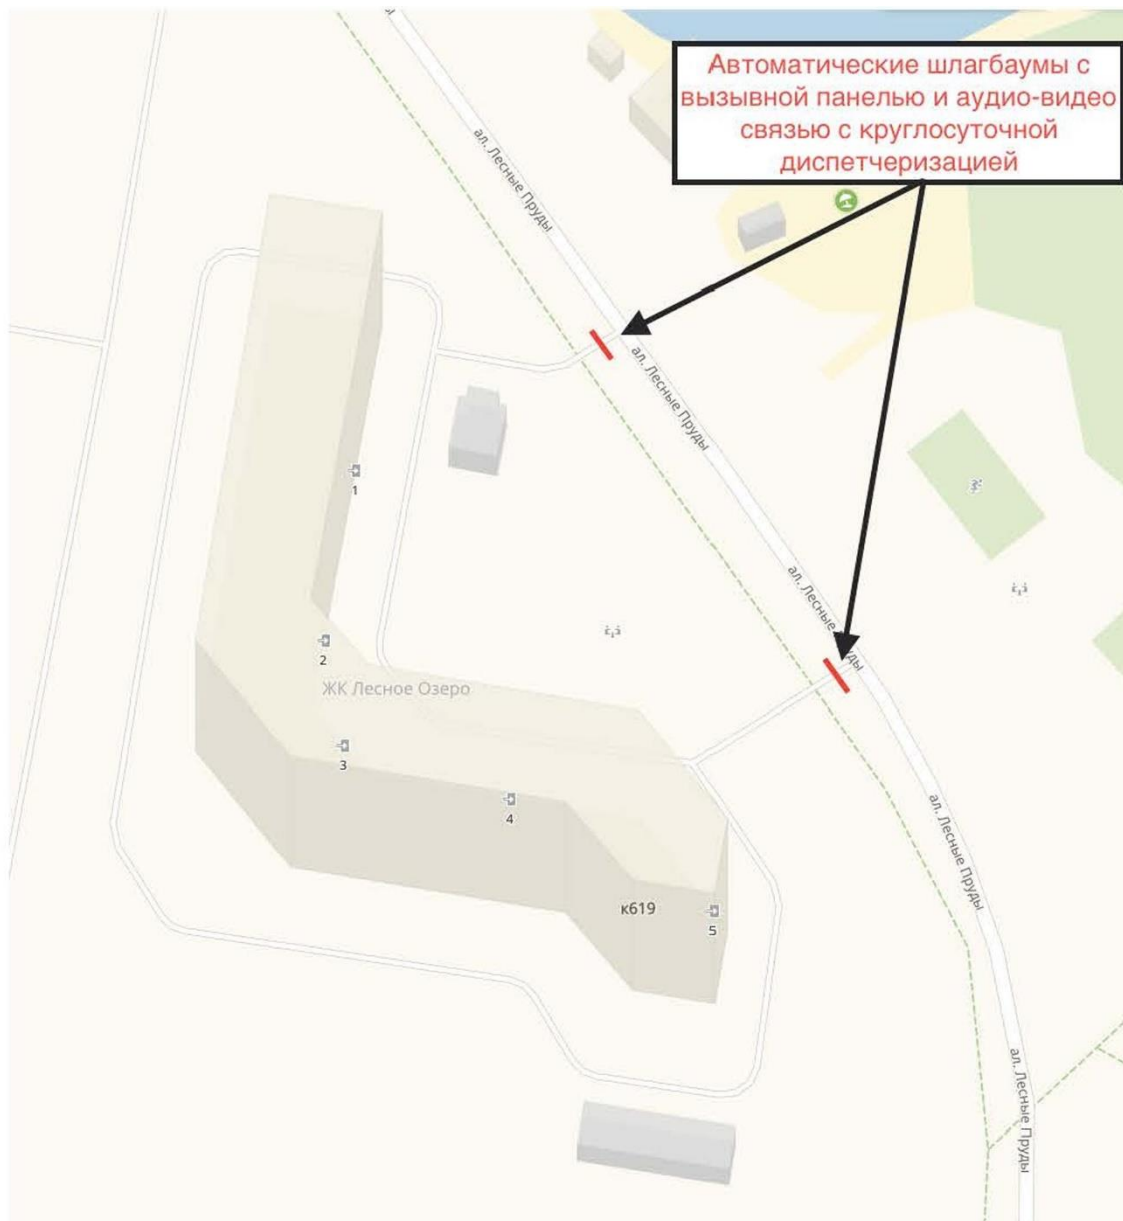 Автоматические шлагбаумы с
вызывной панелью и аудио-видео
связью с круглосуточной
диспетчеризацией
ал. Лесные Пруды
ал. Лесные Пруды
1
ал. Лесные Пруды
2
ЖК Лесное Озеро
3
4
ал. Лесные Пруды
к619
5
ал. Лесные Пруды